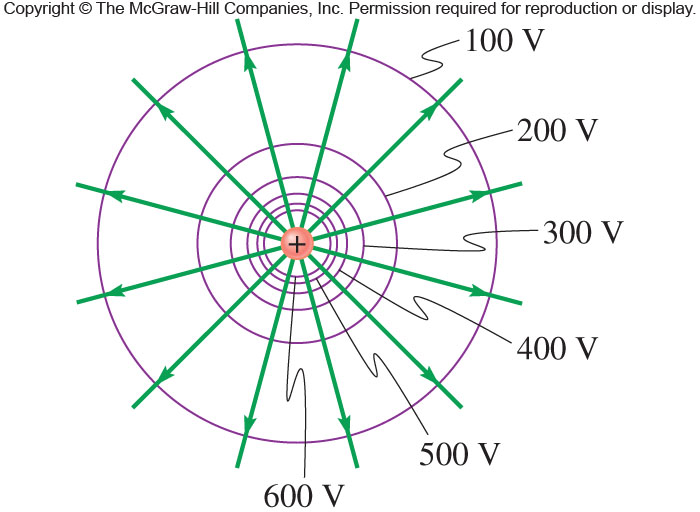 Copyright © The McGraw-Hill Companies, Inc. Permission required for reproduction or display.
100 V
200 V
300 V
+
400 V
500 V
600 V